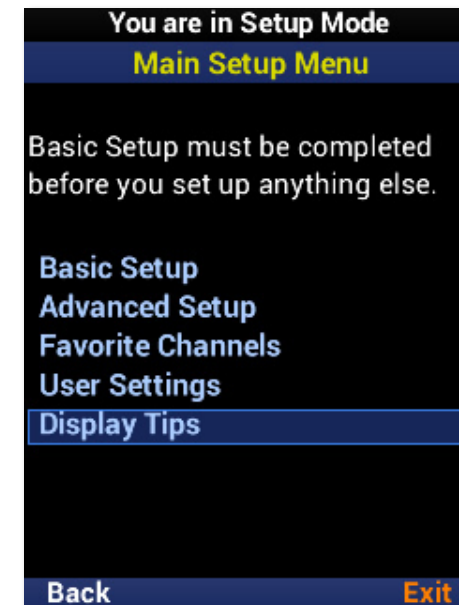 You are in Setup Mode
Main Setup Menu
Basic Setup must be completed
before you set up anything else.
Basic Setup
Advanced Setup
Favorite Channels
User Settings
Display Tips
Back Exit